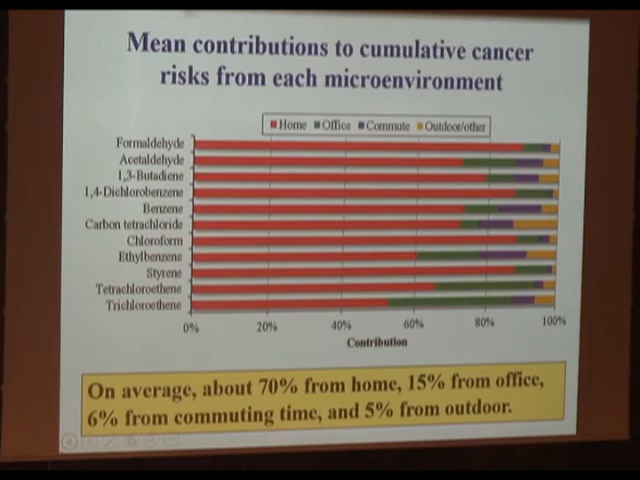 Mean contributions to cumulative cancer
risks from each microenvironment
Home Office Commute Outdoor/other
Formaldehyde
Acetaldehyde
1,3-Butadiene
1,4-Dichlorobenzene
Benzene
Carbon tetrachloride
Chloroform
Ethylbenzene
Styrene
Tetrachloroethene
Trichloroethene
0% 20% 40% 60% 80% 100%
Contribution
On average, about 70% from home, 15% from office,
6% from commuting time, and 5% from outdoor.